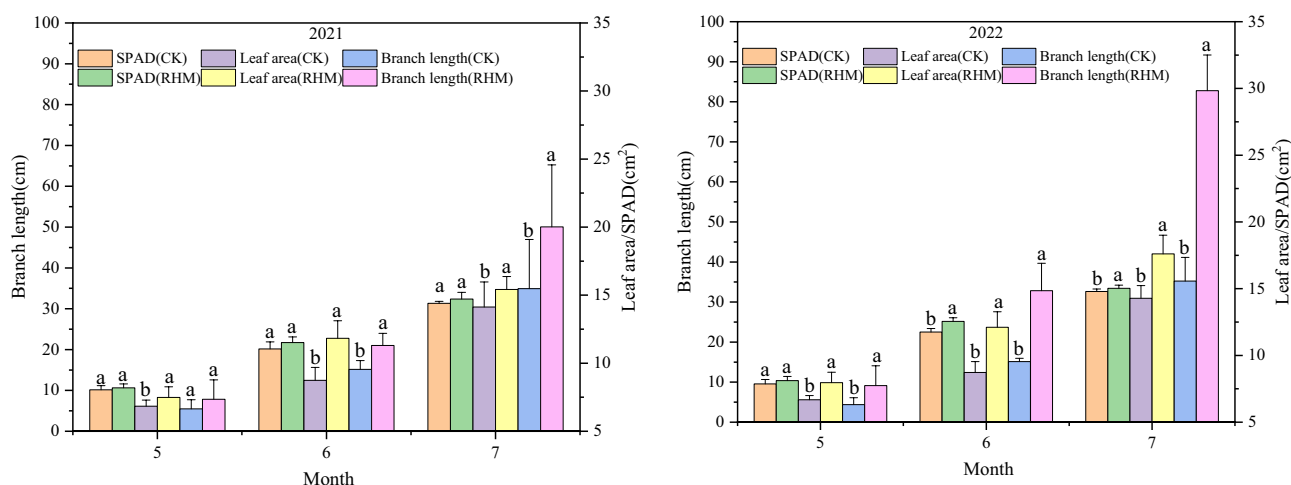 2021
SPAD(CK) Leaf area(CK) Branch length(CK)
SPAD(RHM) Leaf area(RHM) Branch length(RHM)
Branch length(cm)
100
90
80
70
60
50
40
30
20
10
0
Leaf area/SPAD(cm²)
35
30
25
20
15
10
5
a a b a a a
a a b a b a
a a b a b a
5 6 7
Month
2022
SPAD(CK) Leaf area(CK) Branch length(CK)
SPAD(RHM) Leaf area(RHM) Branch length(RHM)
Branch length(cm)
100
90
80
70
60
50
40
30
20
10
0
Leaf area/SPAD(cm²)
35
30
25
20
15
10
5
a a b a b a
b a b a b a
b a b a b a
5 6 7
Month